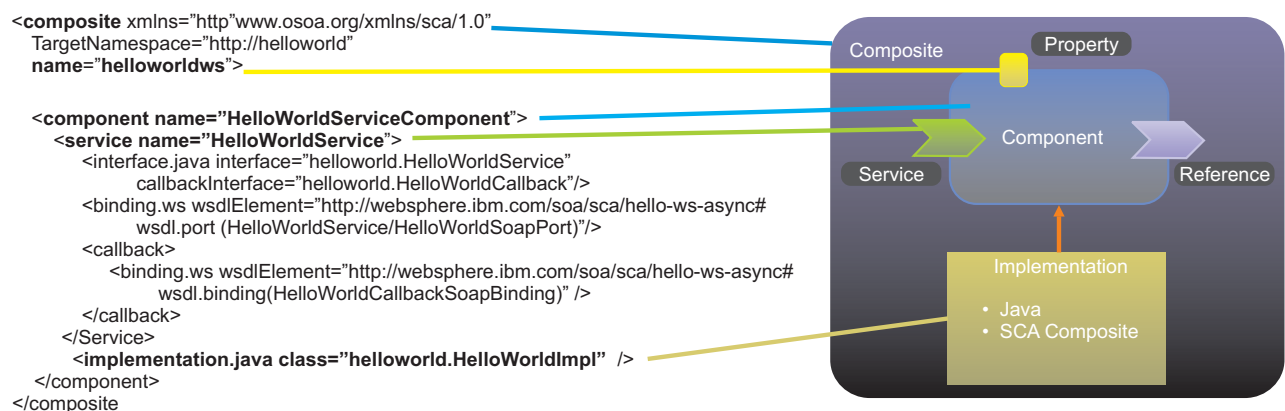 <composite xmlns=”http”www.osoa.org/xmlns/sca/1.0”
TargetNamespace=”http://helloworld”
name=”helloworldws”>
<component name=”HelloWorldServiceComponent”>
<service name=”HelloWorldService”>
<interface.java interface=”helloworld.HelloWorldService”
callbackInterface=”helloworld.HelloWorldCallback”/>
<binding.ws wsdlElement=”http://websphere.ibm.com/soa/sca/hello-ws-async#
wsdl.port (HelloWorldService/HelloWorldSoapPort)”/>
<callback>
<binding.ws wsdlElement=”http://websphere.ibm.com/soa/sca/hello-ws-async#
wsdl.binding(HelloWorldCallbackSoapBinding)” />
</callback>
</Service>
<implementation.java class=”helloworld.HelloWorldImpl” />
</component>
</composite
Composite
Property
Component
Service
Reference
Implementation
• Java
• SCA Composite